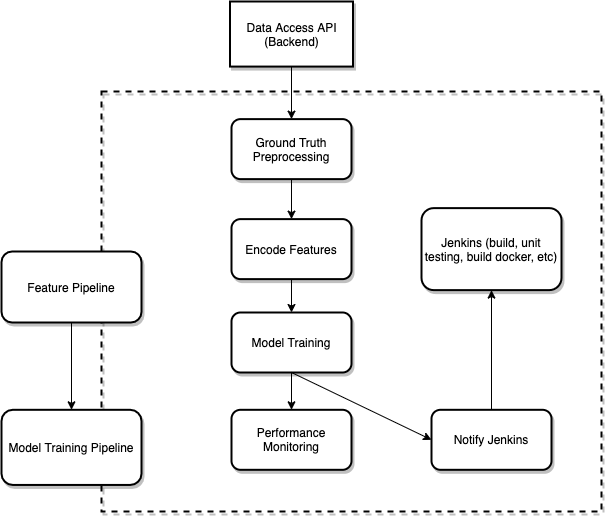 Data Access API
(Backend)
Ground Truth
Preprocessing
Encode Features
Jenkins (build, unit
testing, build docker, etc)
Feature Pipeline
Model Training
Model Training Pipeline
Performance
Monitoring
Notify Jenkins